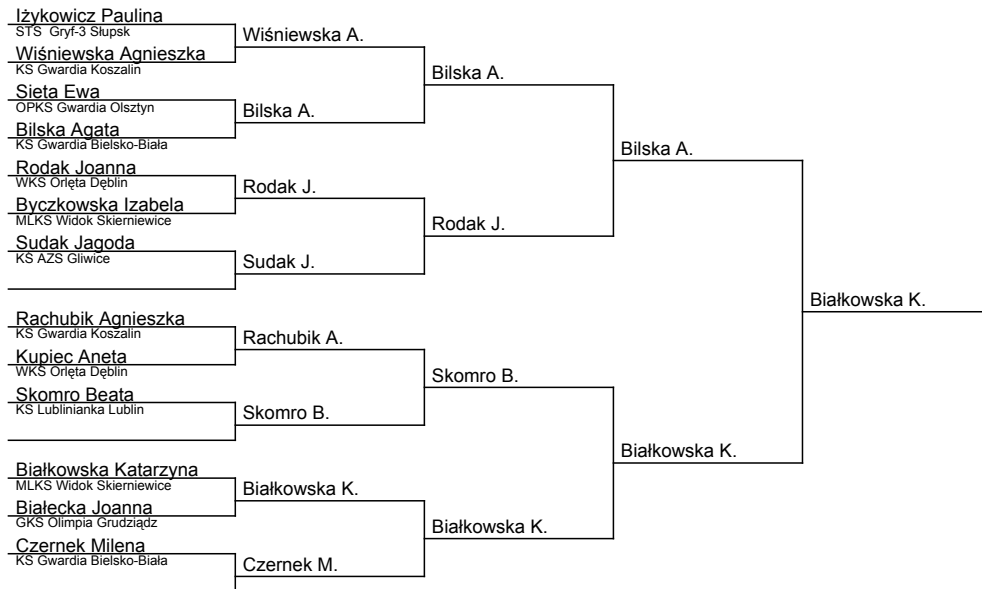 Iżykowicz Paulina
STS Gryf-3 Słupsk
Wiśniewska A.
Wiśniewska Agnieszka
KS Gwardia Koszalin
Bilska A.
Sieta Ewa
OPKS Gwardia Olsztyn
Bilska A.
Bilska Agata
KS Gwardia Bielsko-Biała
Bilska A.
Rodak Joanna
WKS Orlęta Dęblin
Rodak J.
Byczkowska Izabela
MLKS Widok Skierniewice
Rodak J.
Sudak Jagoda
KS AZS Gliwice
Sudak J.
Białkowska K.
Rachubik Agnieszka
KS Gwardia Koszalin
Rachubik A.
Kupiec Aneta
WKS Orlęta Dęblin
Skomro B.
Skomro Beata
KS Lublinianka Lublin
Skomro B.
Białkowska K.
Białkowska Katarzyna
MLKS Widok Skierniewice
Białkowska K.
Białecka Joanna
GKS Olimpia Grudziądz
Białkowska K.
Czernek Milena
KS Gwardia Bielsko-Biała
Czernek M.